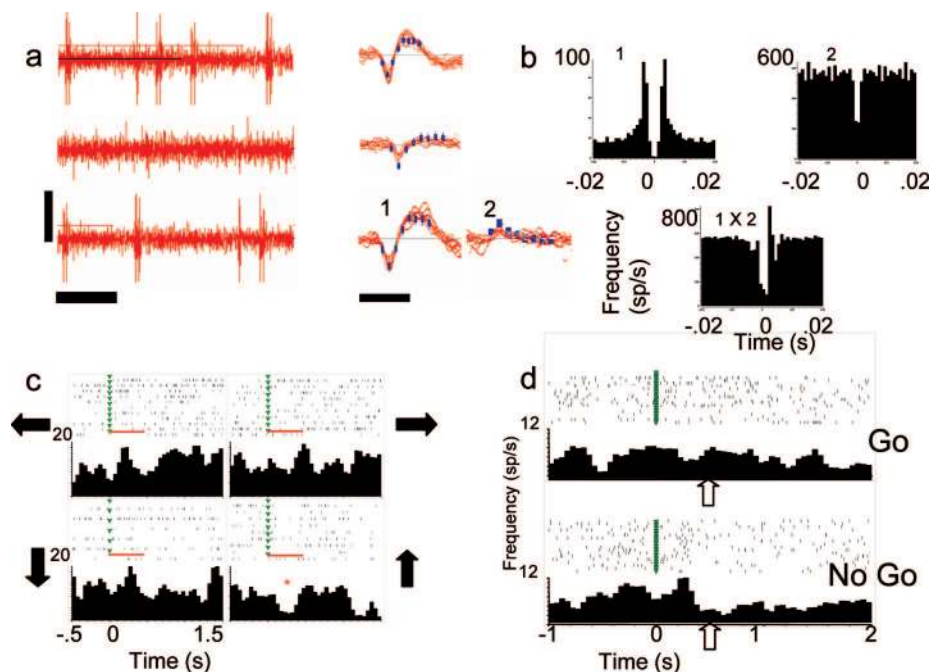 a
1
2
b
100
1
-.02 0 .02
600
2
-.02 0 .02
800
1 X 2
Frequency
(sp/s)
-.02 0 .02
Time (s)
c
20
20
-.5 0 1.5
Time (s)
d
12
Go
Frequency (sp/s)
12
No Go
-1 0 1 2
Time (s)